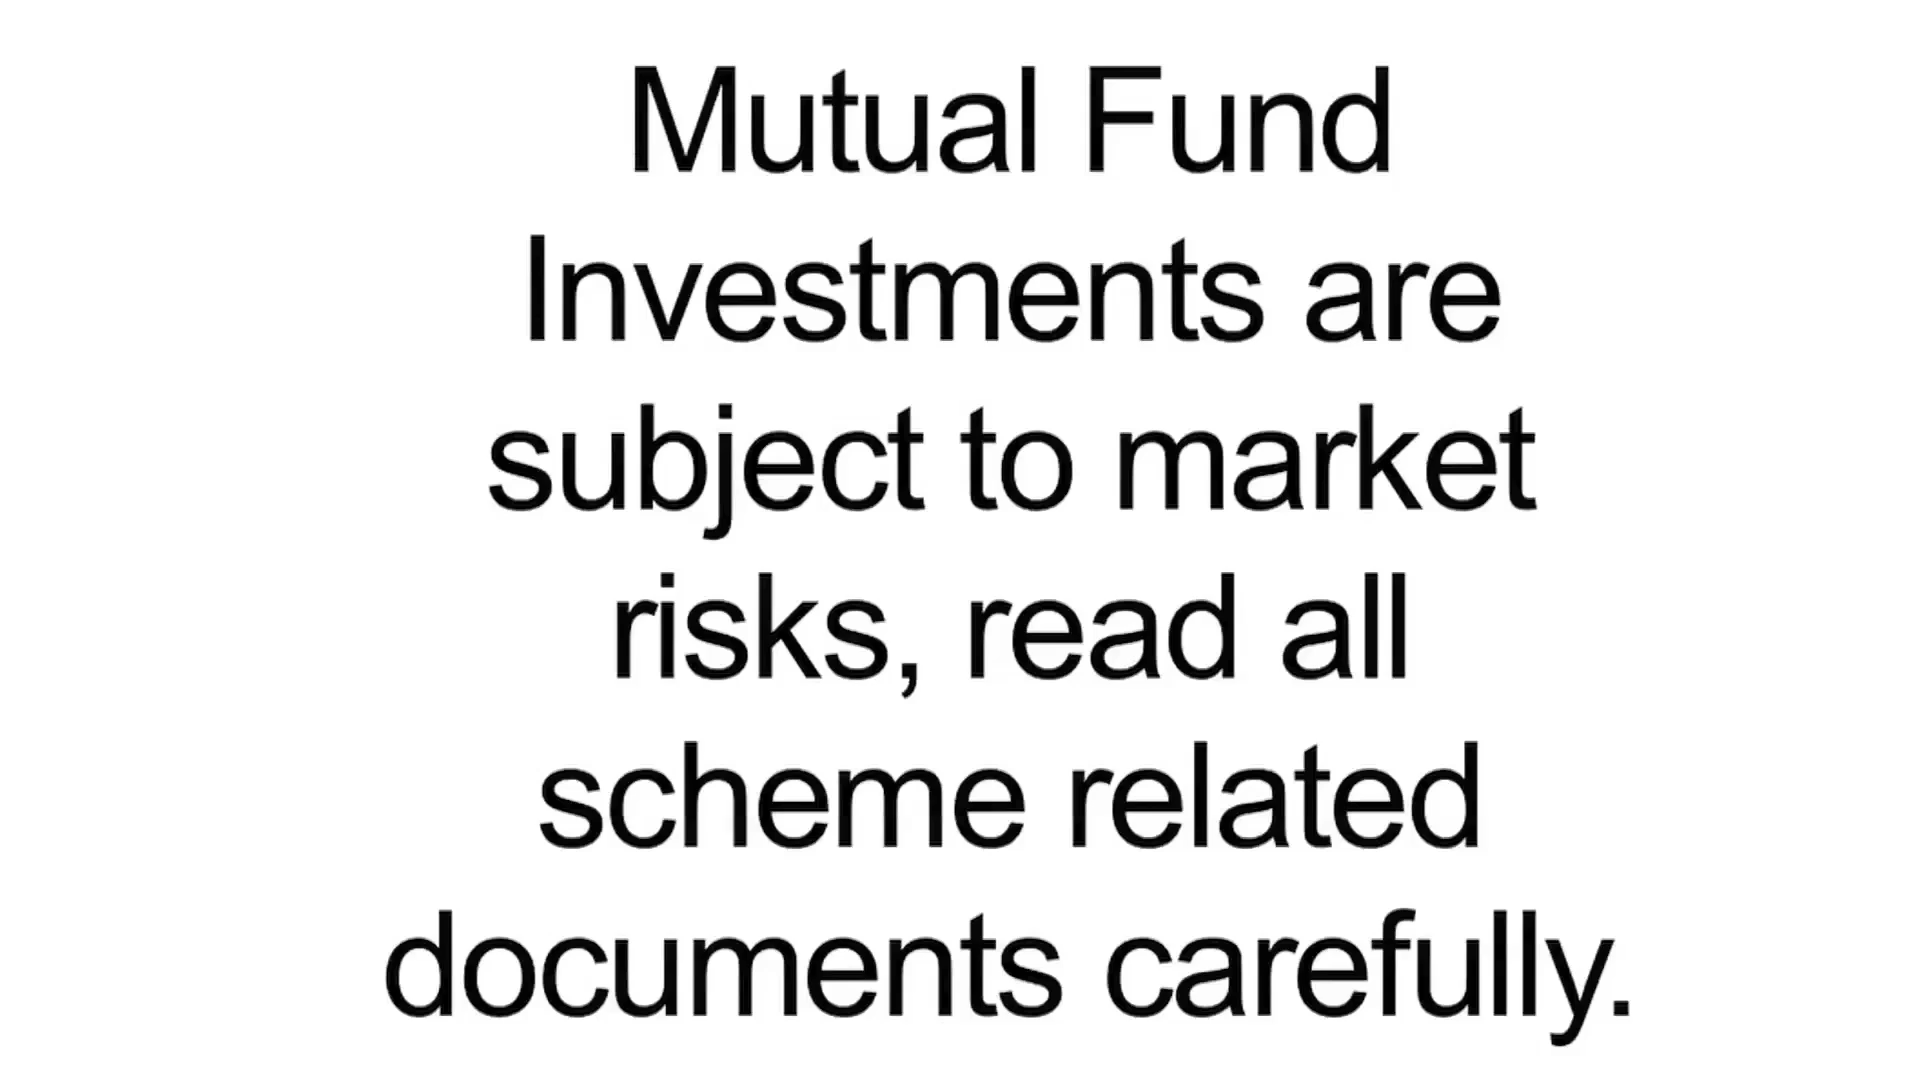 Mutual Fund
Investments are
subject to market
risks, read all
scheme related
documents carefully.